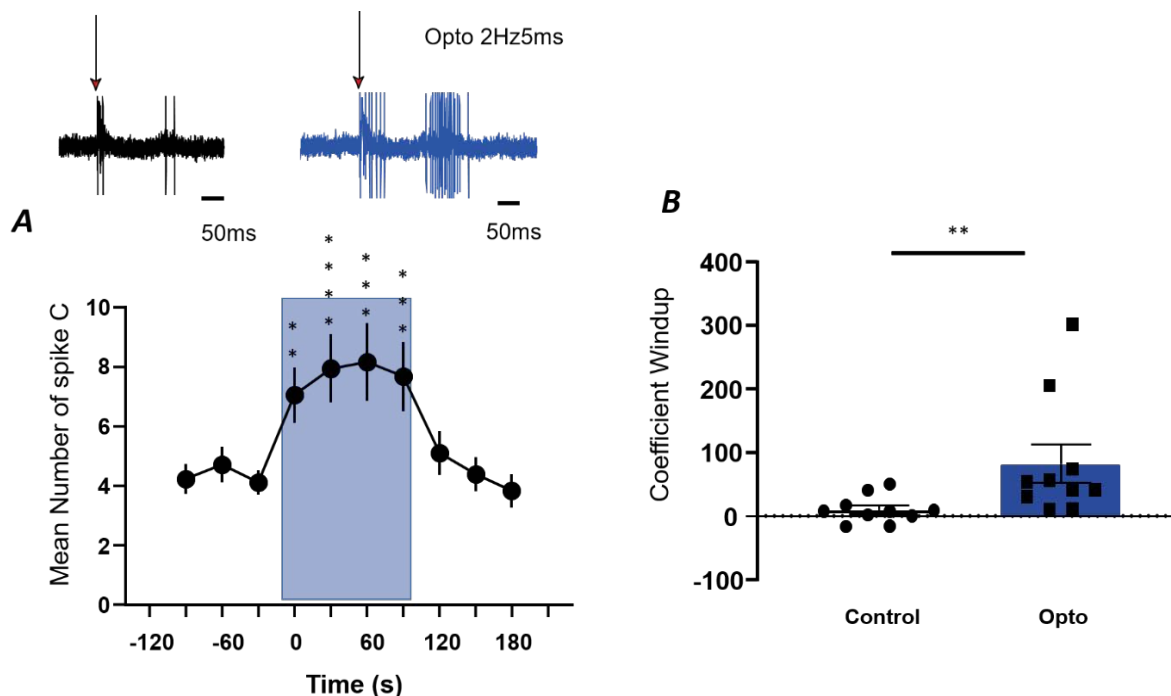 Opto 2Hz5ms
50ms
50ms
A
* *
* * *
* * *
* * *
10
8
6
4
2
0
Mean Number of spike C
-120 -60 0 60 120 180
Time (s)
B
**
400
300
200
100
0
-100
Coefficient Windup
Control Opto